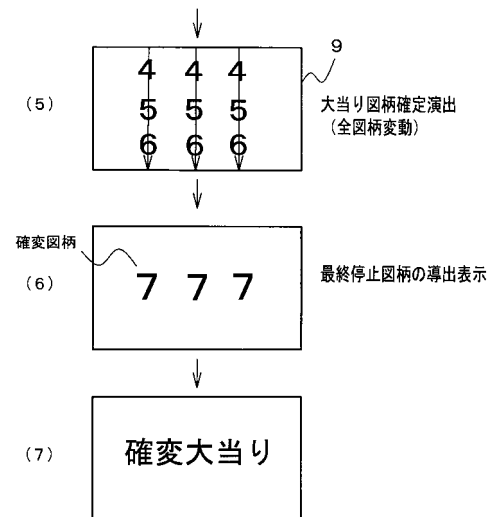 9
(5)
4 4 4
5 5 5
6 6 6
大当り図柄確定演出
(全図柄変動)
確変図柄
(6)
7 7 7
最終停止図柄の導出表示
(7)
確変大当り